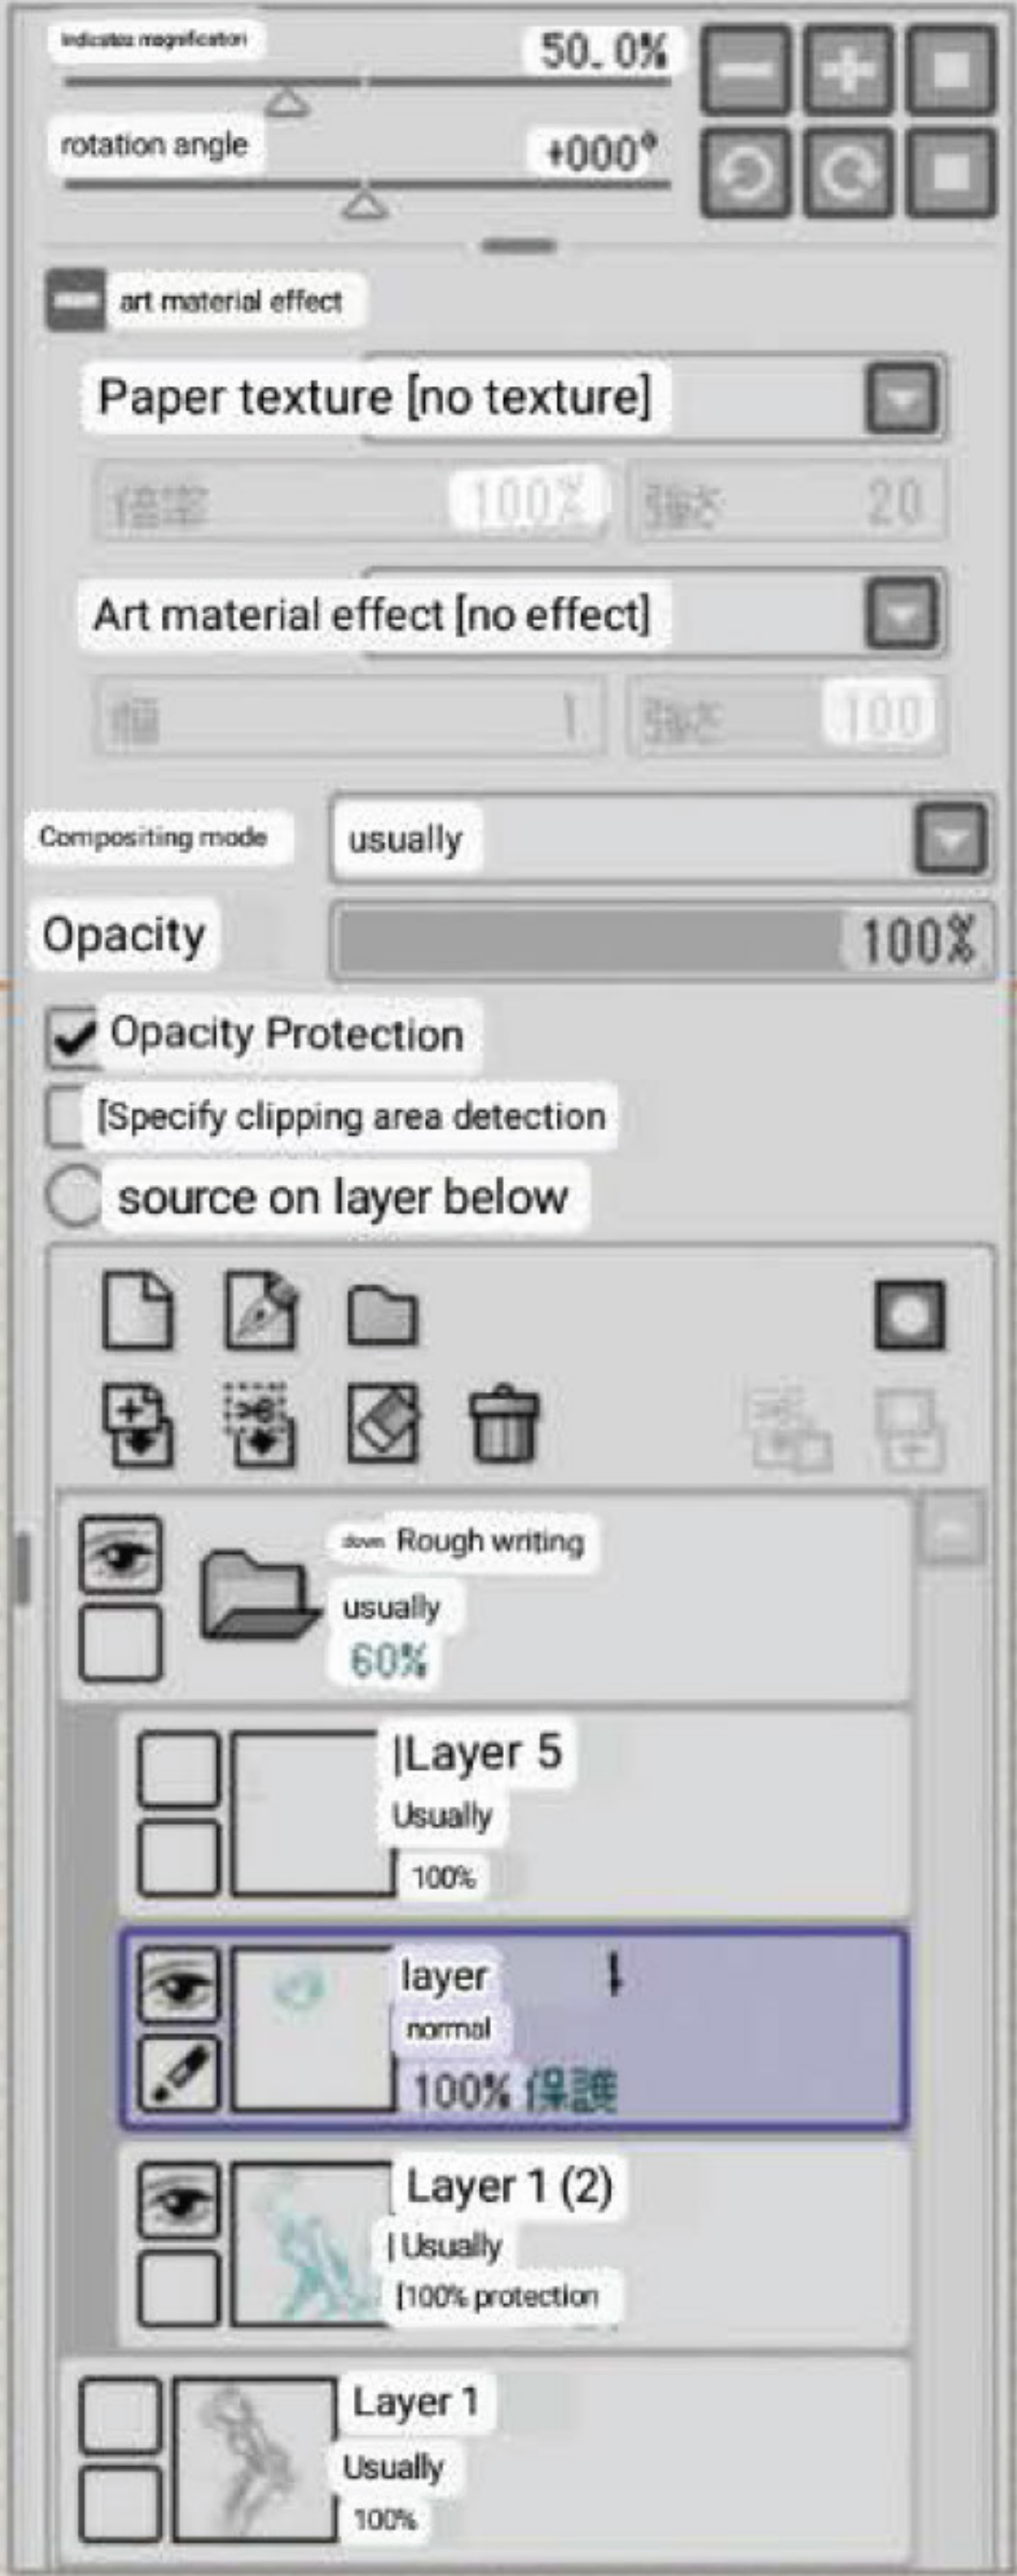 Indicates magnification
50.0%
rotation angle
+000°
art material effect
Paper texture [no texture]
倍率 100% 強さ 20
Art material effect [no effect]
幅 1 強さ 100
Compositing mode usually
Opacity 100%
Opacity Protection
[Specify clipping area detection
source on layer below
down Rough writing
usually
60%
|Layer 5
Usually
100%
layer
normal
100% 保護
Layer 1 (2)
| Usually
[100% protection
Layer 1
Usually
100%